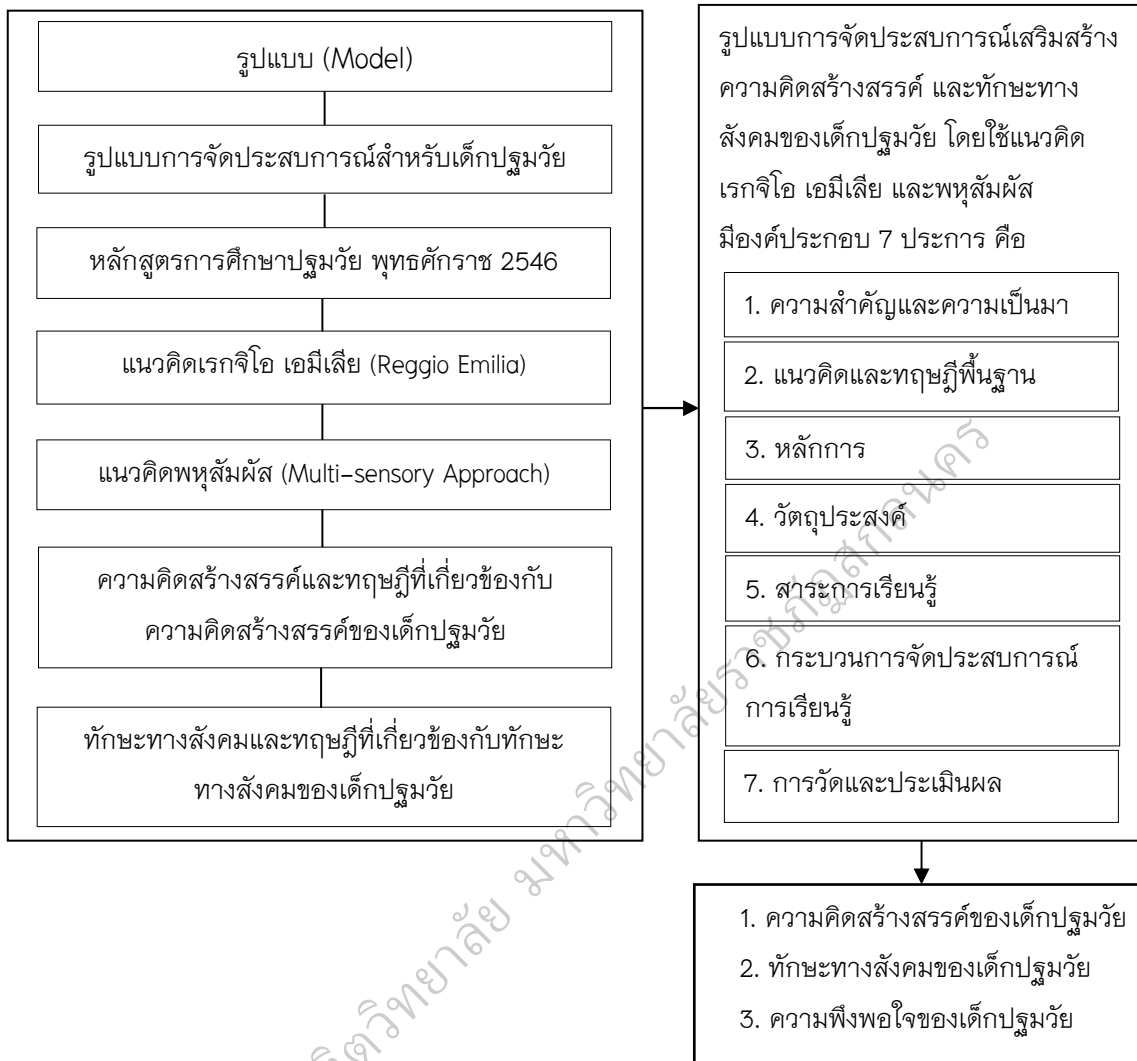 รูปแบบ (Model)
รูปแบบการจัดประสบการณ์สำหรับเด็กปฐมวัย
หลักสูตรการศึกษาปฐมวัย พุทธศักราช 2546
แนวคิดเรกจิโอ เอมีเลีย (Reggio Emilia)
แนวคิดพหุสัมผัส (Multi-sensory Approach)
ความคิดสร้างสรรค์และทฤษฎีที่เกี่ยวข้องกับ
ความคิดสร้างสรรค์ของเด็กปฐมวัย
ทักษะทางสังคมและทฤษฎีที่เกี่ยวข้องกับทักษะ
ทางสังคมของเด็กปฐมวัย
รูปแบบการจัดประสบการณ์เสริมสร้าง
ความคิดสร้างสรรค์ และทักษะทาง
สังคมของเด็กปฐมวัย โดยใช้แนวคิด
เรกจิโอ เอมีเลีย และพหุสัมผัส
มีองค์ประกอบ 7 ประการ คือ
1. ความสำคัญและความเป็นมา
2. แนวคิดและทฤษฎีพื้นฐาน
3. หลักการ
4. วัตถุประสงค์
5. สาระการเรียนรู้
6. กระบวนการจัดประสบการณ์
การเรียนรู้
7. การวัดและประเมินผล
1. ความคิดสร้างสรรค์ของเด็กปฐมวัย
2. ทักษะทางสังคมของเด็กปฐมวัย
3. ความพึงพอใจของเด็กปฐมวัย
มหาวิทยาลัยราชภัฏสกลนคร